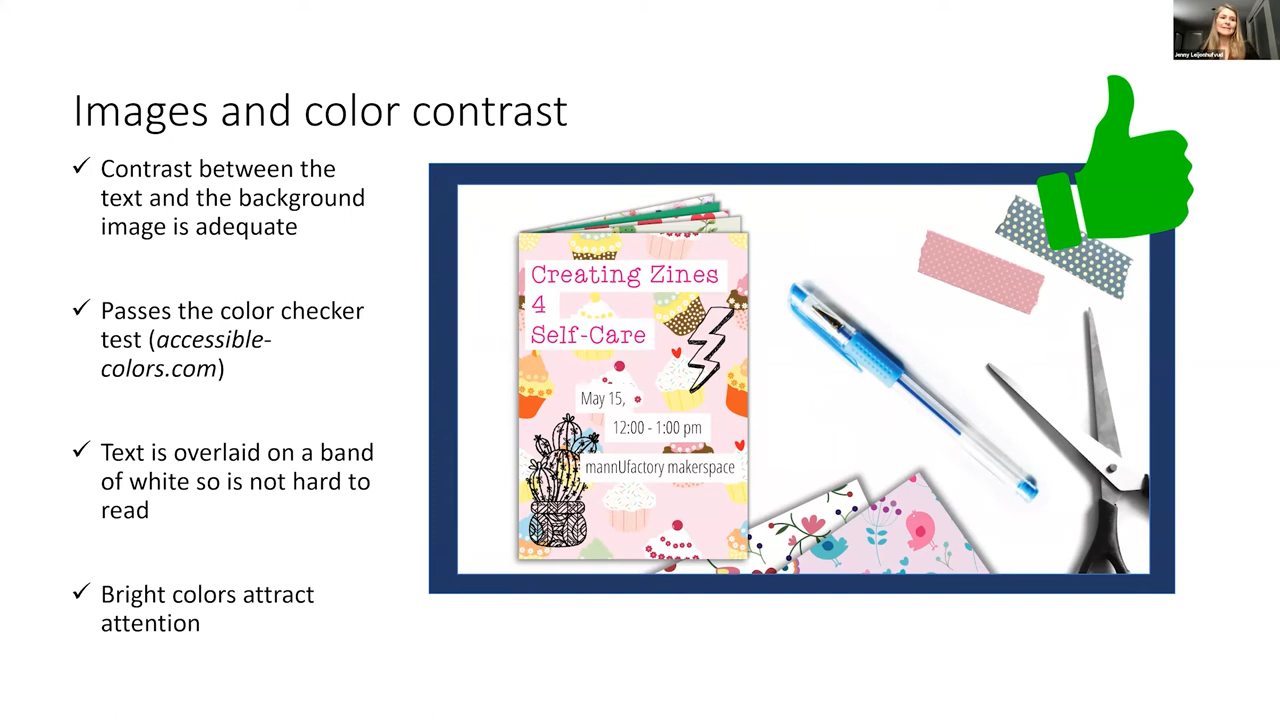 Jenny Leijonhufvud
Images and color contrast
✓ Contrast between the
text and the background
image is adequate
✓ Passes the color checker
test (accessible-
colors.com)
✓ Text is overlaid on a band
of white so is not hard to
read
✓ Bright colors attract
attention
Creating Zines
4
Self-Care
May 15,
12:00 - 1:00 pm
mannUfactory makerspace